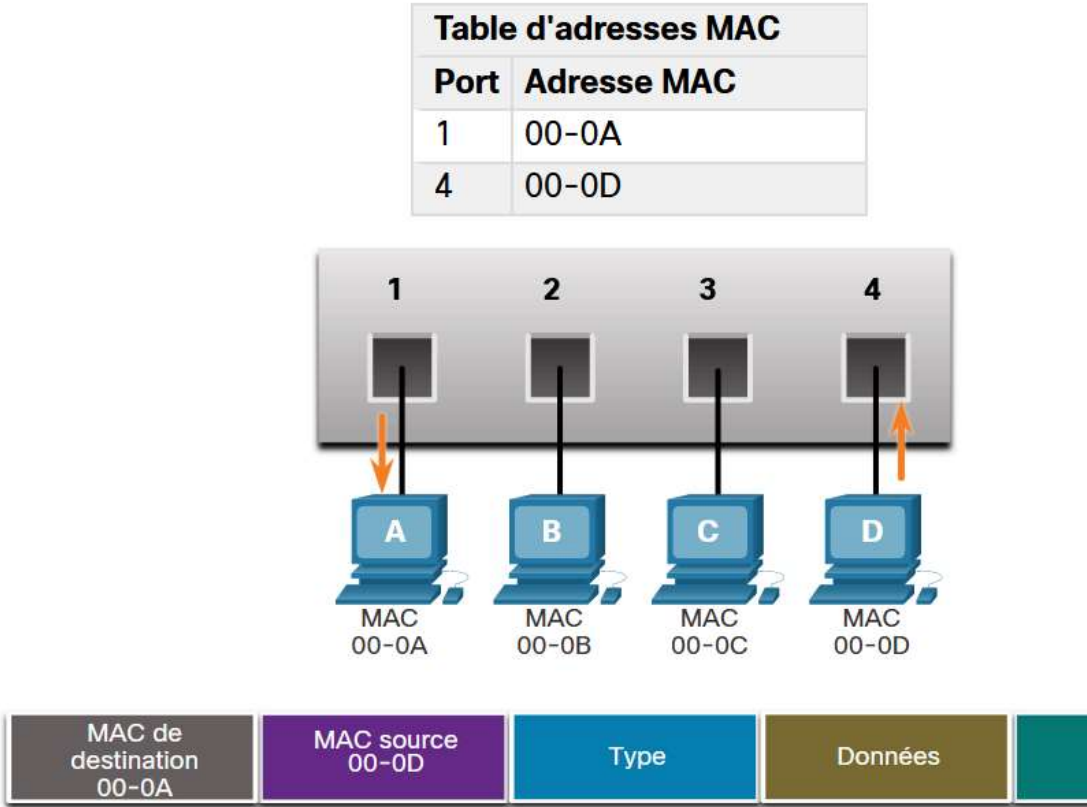 Table d'adresses MAC
Port Adresse MAC
1 00-0A
4 00-0D
1 2 3 4
A B C D
MAC MAC MAC MAC
00-0A 00-0B 00-0C 00-0D
MAC de
destination
00-0A
MAC source
00-0D
Type
Données